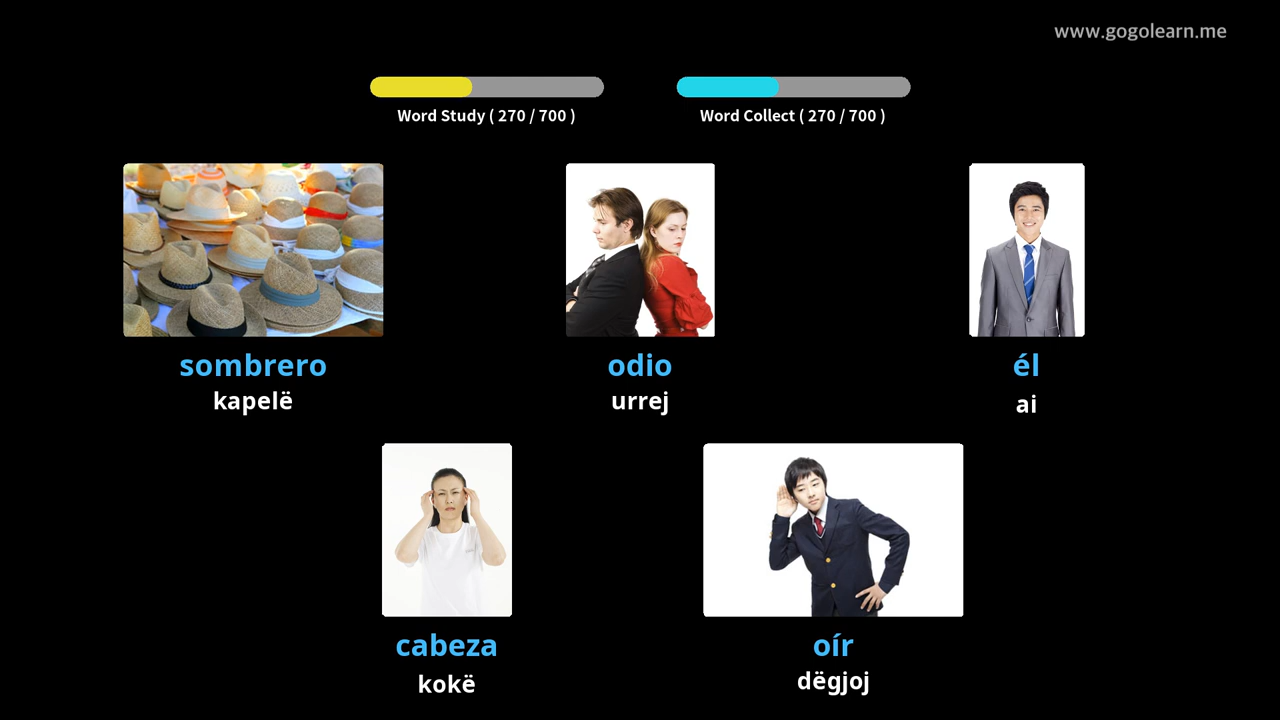 www.gogolearn.me
Word Study ( 270 / 700 )
Word Collect ( 270 / 700 )
sombrero
kapelë
odio
urrej
él
ai
cabeza
kokë
oír
dëgjoj